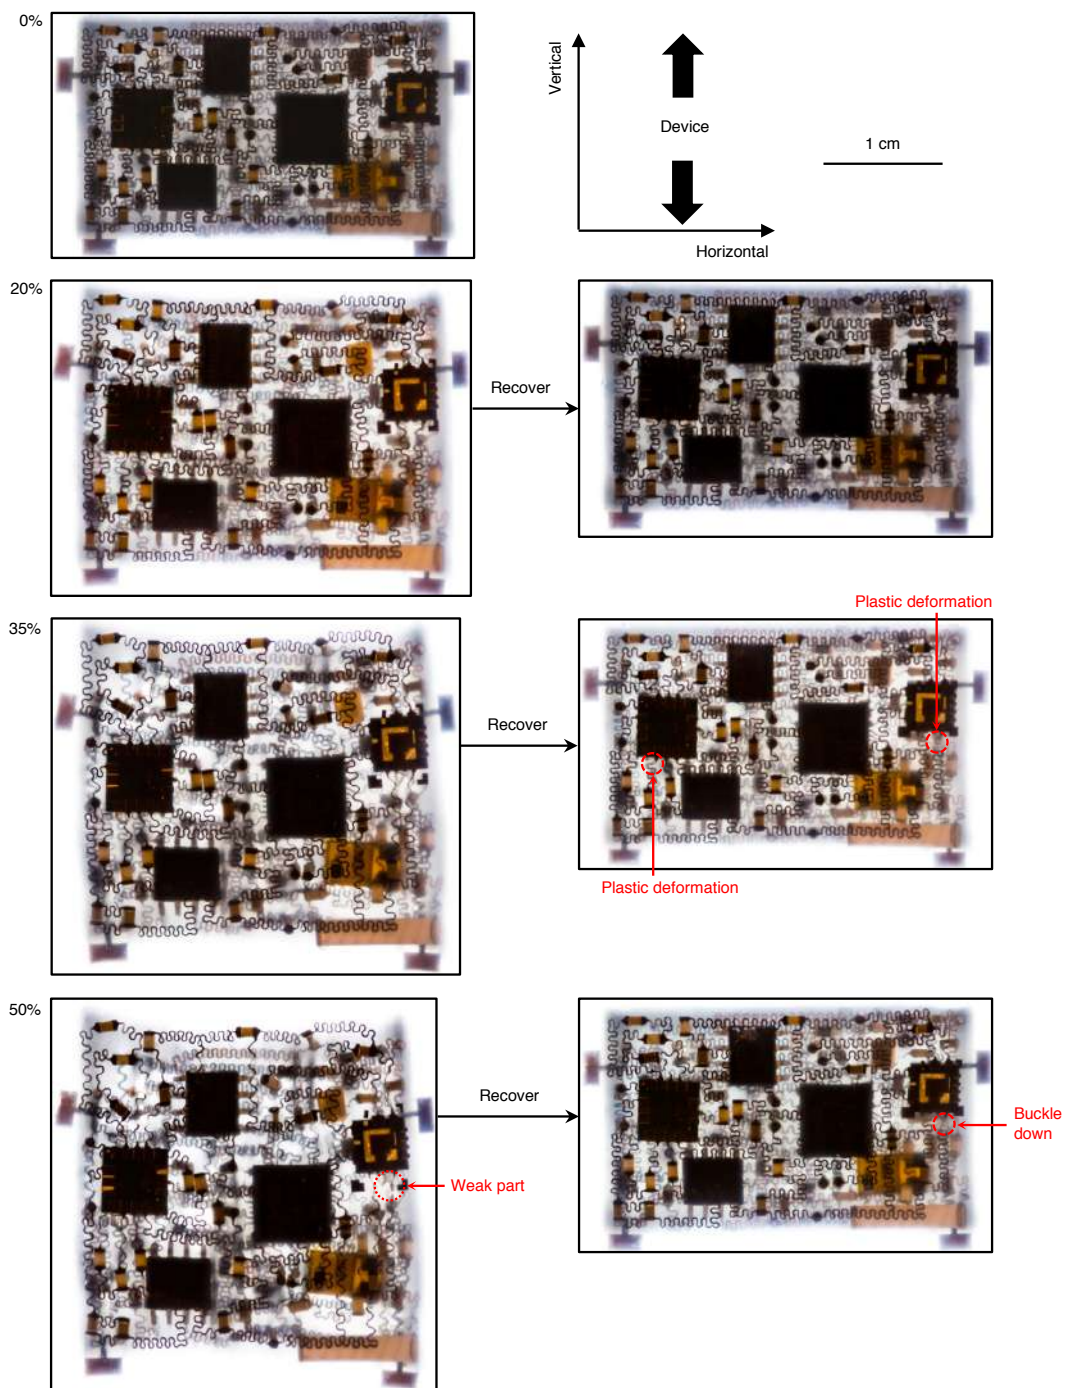 0%
Vertical
Device
1 cm
Horizontal
20%
Recover
35%
Recover
Plastic deformation
Plastic deformation
50%
Recover
Weak part
Buckle
down